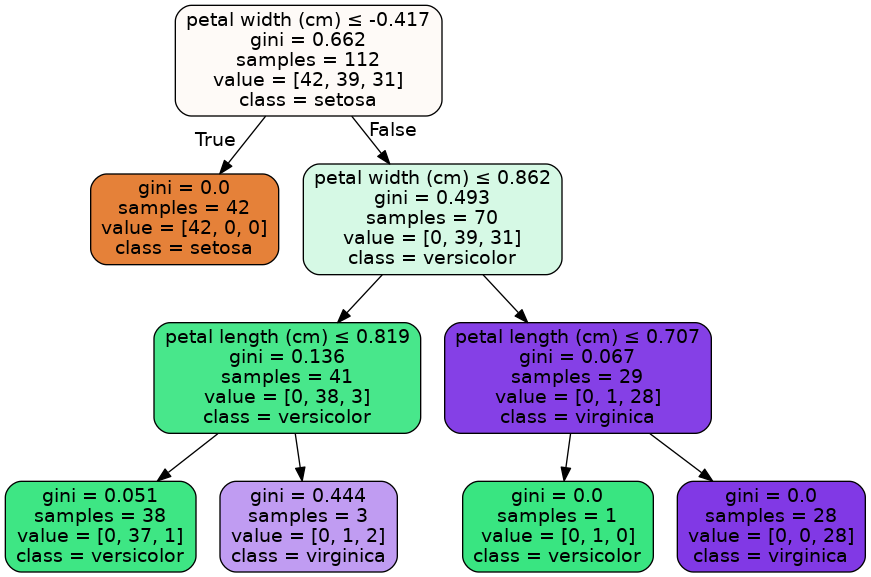 petal width (cm) ≤ -0.417
gini = 0.662
samples = 112
value = [42, 39, 31]
class = setosa
True
False
gini = 0.0
samples = 42
value = [42, 0, 0]
class = setosa
petal width (cm) ≤ 0.862
gini = 0.493
samples = 70
value = [0, 39, 31]
class = versicolor
petal length (cm) ≤ 0.819
gini = 0.136
samples = 41
value = [0, 38, 3]
class = versicolor
petal length (cm) ≤ 0.707
gini = 0.067
samples = 29
value = [0, 1, 28]
class = virginica
gini = 0.051
samples = 38
value = [0, 37, 1]
class = versicolor
gini = 0.444
samples = 3
value = [0, 1, 2]
class = virginica
gini = 0.0
samples = 1
value = [0, 1, 0]
class = versicolor
gini = 0.0
samples = 28
value = [0, 0, 28]
class = virginica